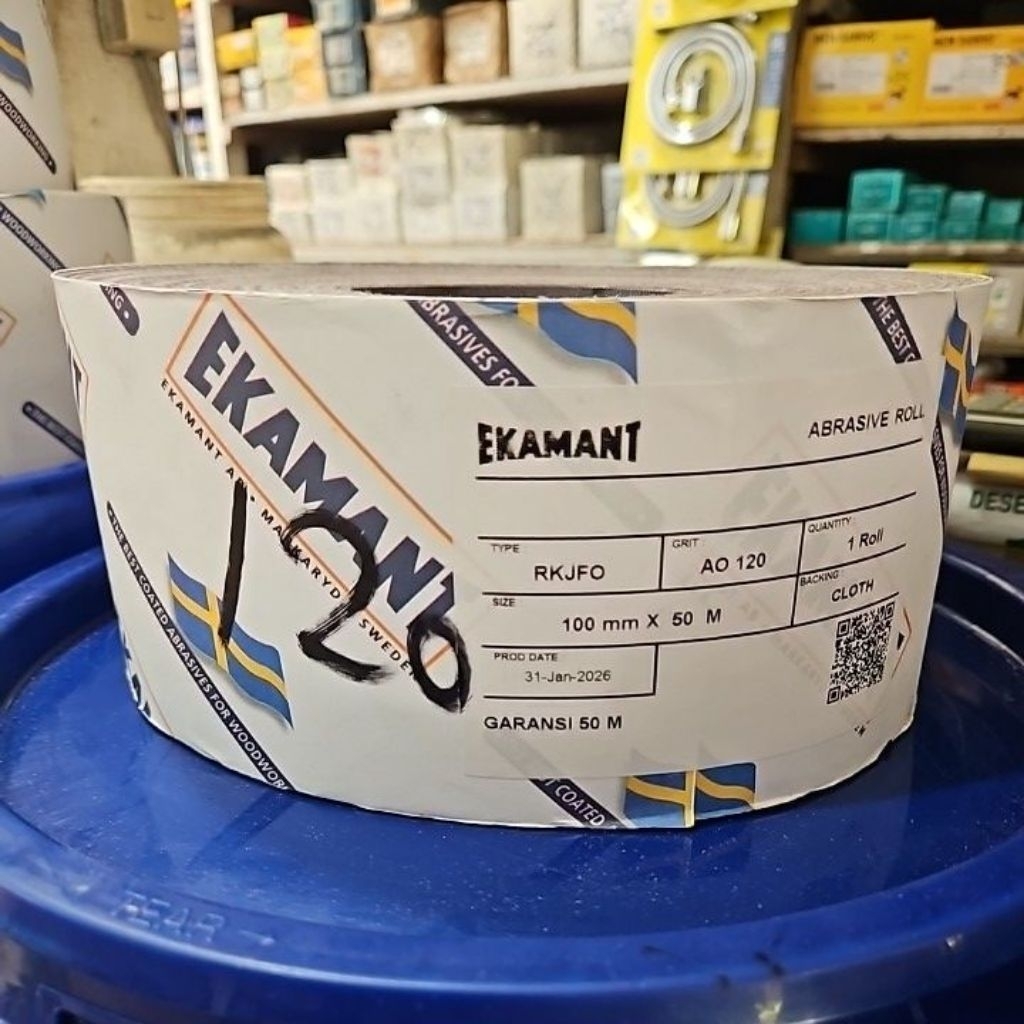 EKAMANT
EKAMANT AB • MARKARYD SWEDEN
120
• THE BEST COATED ABRASIVES FOR WOODWORK
ABRASIVES FO
THE BEST C
T COATED
WOODWORKING •
EKAMANT
ABRASIVE ROLL
TYPE
RKJFO
GRIT :
AO 120
QUANTITY :
1 Roll
SIZE
100 mm X 50 M
BACKING :
CLOTH
PROD DATE
31-Jan-2026
GARANSI 50 M
DESE